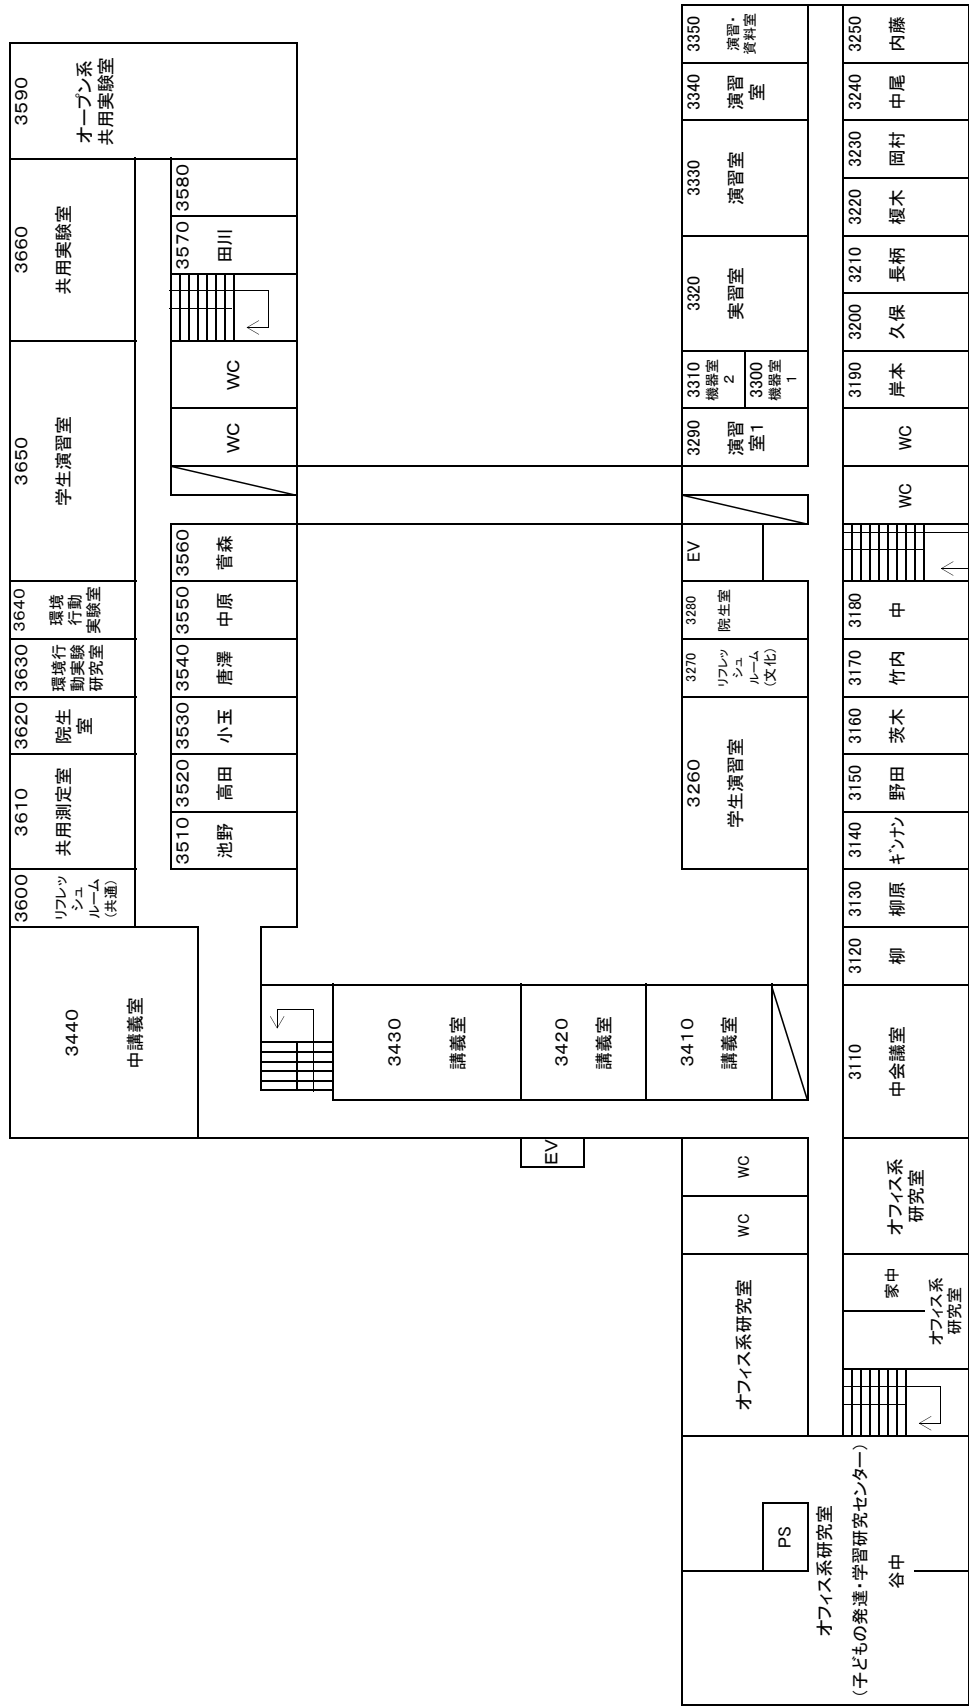 3440
中講義室
3600
リフレッ
シュ
ルーム
(共通)
3610
共用測定室
3620
院生
室
3630
環境行
動実験
研究室
3640
環境
行動
実験室
3650
学生演習室
3660
共用実験室
3590
オープン系
共用実験室
3510
池野
3520
高田
3530
小玉
3540
唐澤
3550
中原
3560
菅森
WC
WC
3570
田川
3580
3430
講義室
3420
講義室
3410
講義室
EV
オフィス系研究室
WC
WC
3260
学生演習室
3270
リフレッ
シュ
ルーム
(文化)
3280
院生室
EV
3290
演習
室1
3310
機器室
2
3300
機器室
1
3320
実習室
3330
演習室
3340
演習
室
3350
演習・
資料室
PS
オフィス系研究室
(子どもの発達・学習研究センター)
谷中
家中
オフィス系
研究室
オフィス系
研究室
3110
中会議室
3120
柳
3130
柳原
3140
ギンナン
3150
野田
3160
茨木
3170
竹内
3180
中
WC
WC
3190
岸本
3200
久保
3210
長柄
3220
榎木
3230
岡村
3240
中尾
3250
内藤